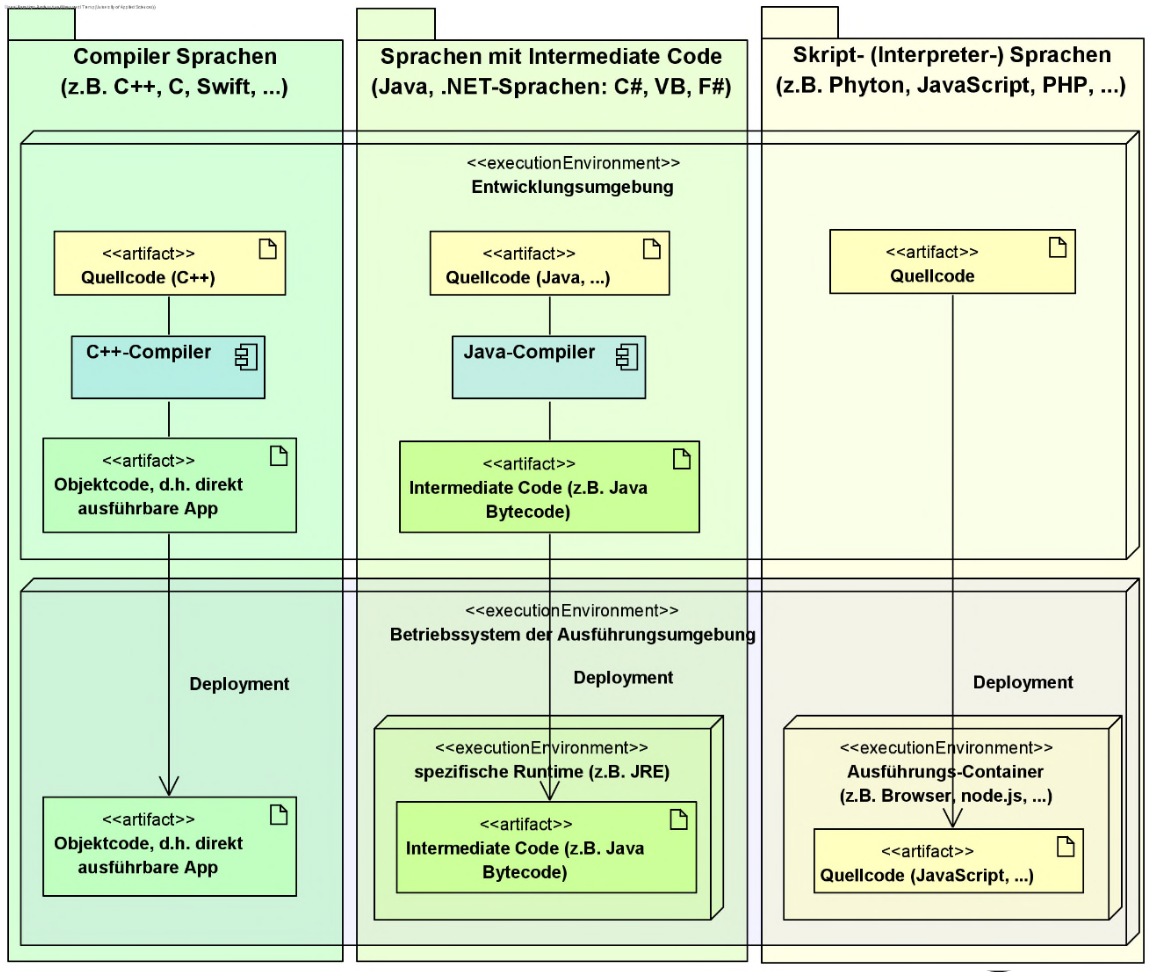 Compiler Sprachen
(z.B. C++, C, Swift, ...)
Sprachen mit Intermediate Code
(Java, .NET-Sprachen: C#, VB, F#)
Skript- (Interpreter-) Sprachen
(z.B. Phyton, JavaScript, PHP, ...)
<<executionEnvironment>>
Entwicklungsumgebung
<<artifact>>
Quellcode (C++)
<<artifact>>
Quellcode (Java, ...)
<<artifact>>
Quellcode
C++-Compiler
Java-Compiler
<<artifact>>
Objektcode, d.h. direkt
ausführbare App
<<artifact>>
Intermediate Code (z.B. Java
Bytecode)
<<executionEnvironment>>
Betriebssystem der Ausführungsumgebung
Deployment
Deployment
Deployment
<<executionEnvironment>>
spezifische Runtime (z.B. JRE)
<<executionEnvironment>>
Ausführungs-Container
(z.B. Browser, node.js, ...)
<<artifact>>
Objektcode, d.h. direkt
ausführbare App
<<artifact>>
Intermediate Code (z.B. Java
Bytecode)
<<artifact>>
Quellcode (JavaScript, ...)